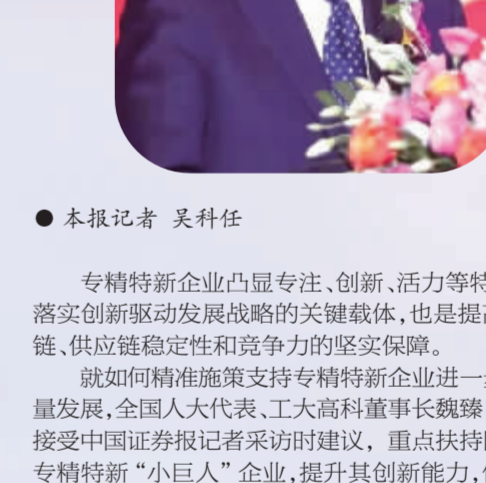 ● 本报记者 吴科任
专精特新企业凸显专注、创新、活力等特
落实创新驱动发展战略的关键载体,也是提
链、供应链稳定性和竞争力的坚实保障。
就如何精准施策支持专精特新企业进一
量发展,全国人大代表、工大高科董事长魏臻
接受中国证券报记者采访时建议, 重点扶持
专精特新“小巨人”企业,提升其创新能力,